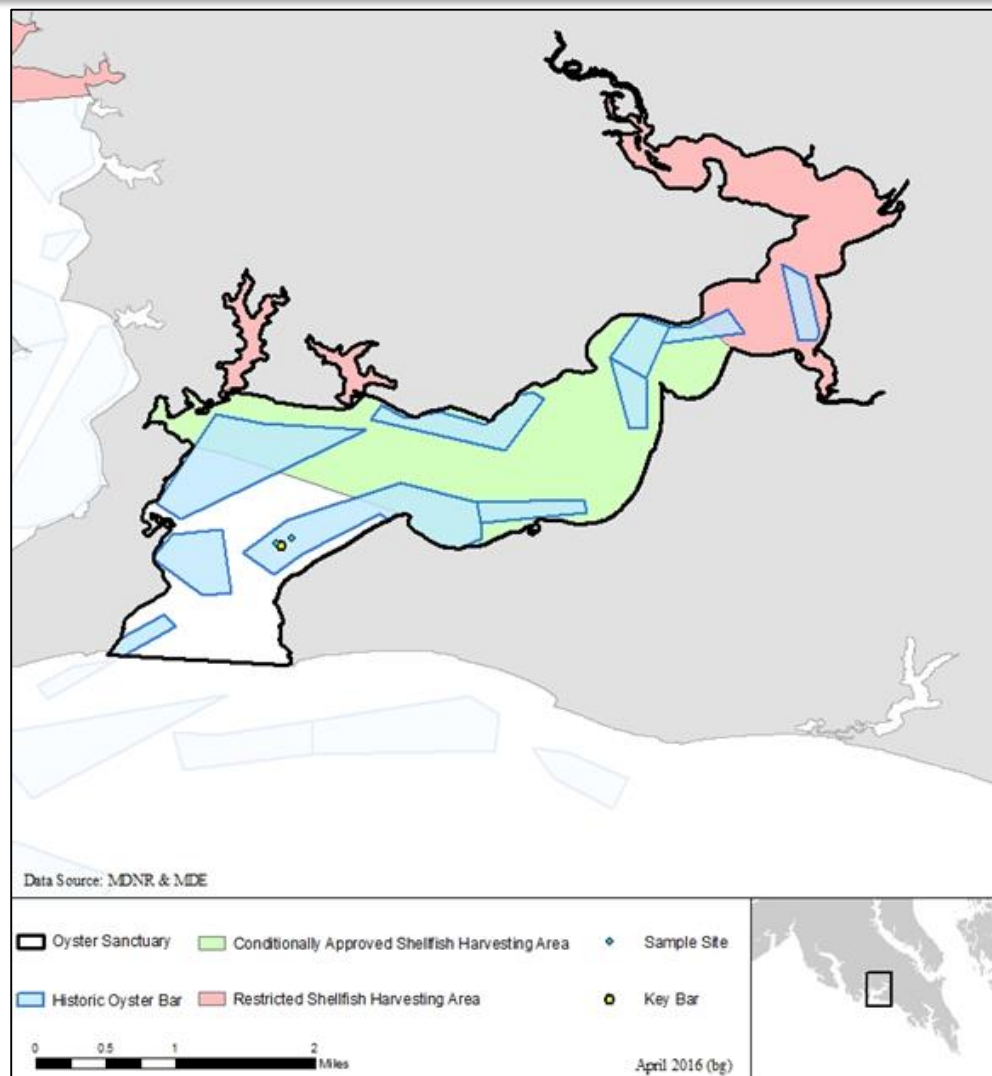 Data Source: MDNR & MDE
Oyster Sanctuary
Conditionally Approved Shellfish Harvesting Area
Sample Site
Historic Oyster Bar
Restricted Shellfish Harvesting Area
Key Bar
0 0.5 1 2
Miles
April 2016 (bg)